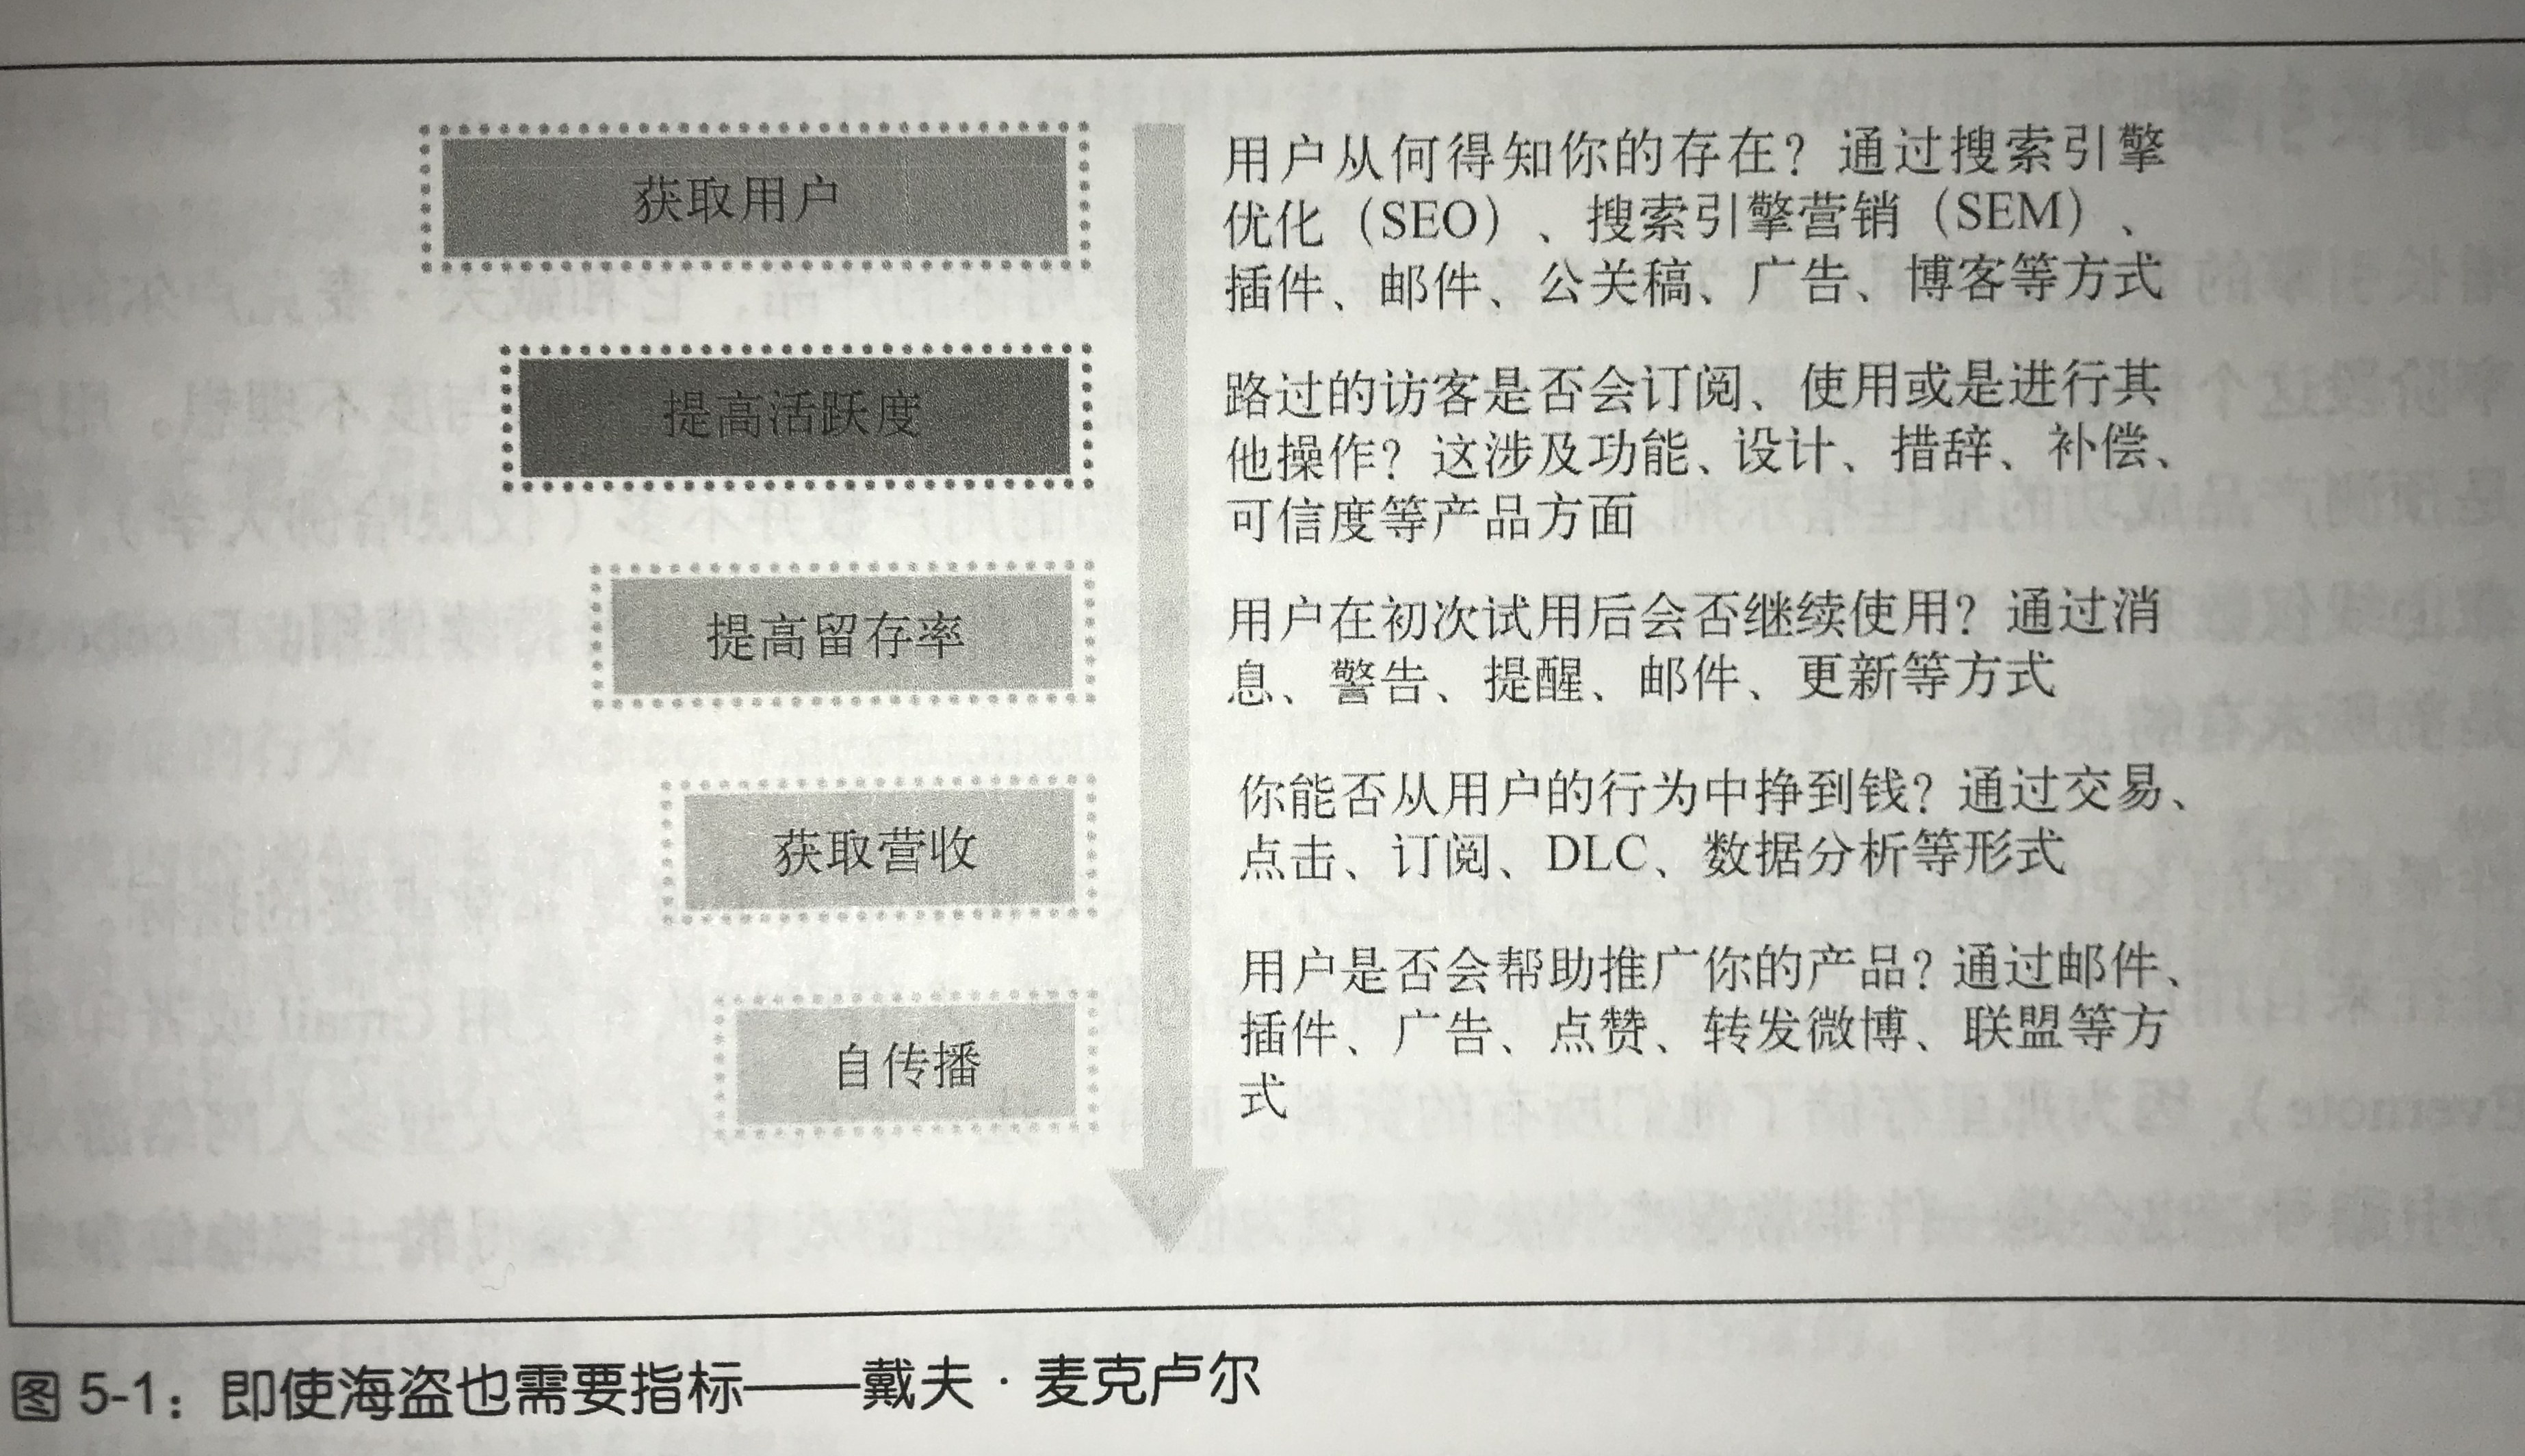 获取用户
用户从何得知你的存在？通过搜索引擎
优化（SEO）、搜索引擎营销（SEM）、
插件、邮件、公关稿、广告、博客等方式
提高活跃度
路过的访客是否会订阅、使用或是进行其
他操作？这涉及功能、设计、措辞、补偿、
可信度等产品方面
提高留存率
用户在初次试用后会否继续使用？通过消
息、警告、提醒、邮件、更新等方式
获取营收
你能否从用户的行为中挣到钱？通过交易、
点击、订阅、DLC、数据分析等形式
自传播
用户是否会帮助推广你的产品？通过邮件、
插件、广告、点赞、转发微博、联盟等方
式
图 5-1：即使海盗也需要指标——戴夫·麦克卢尔